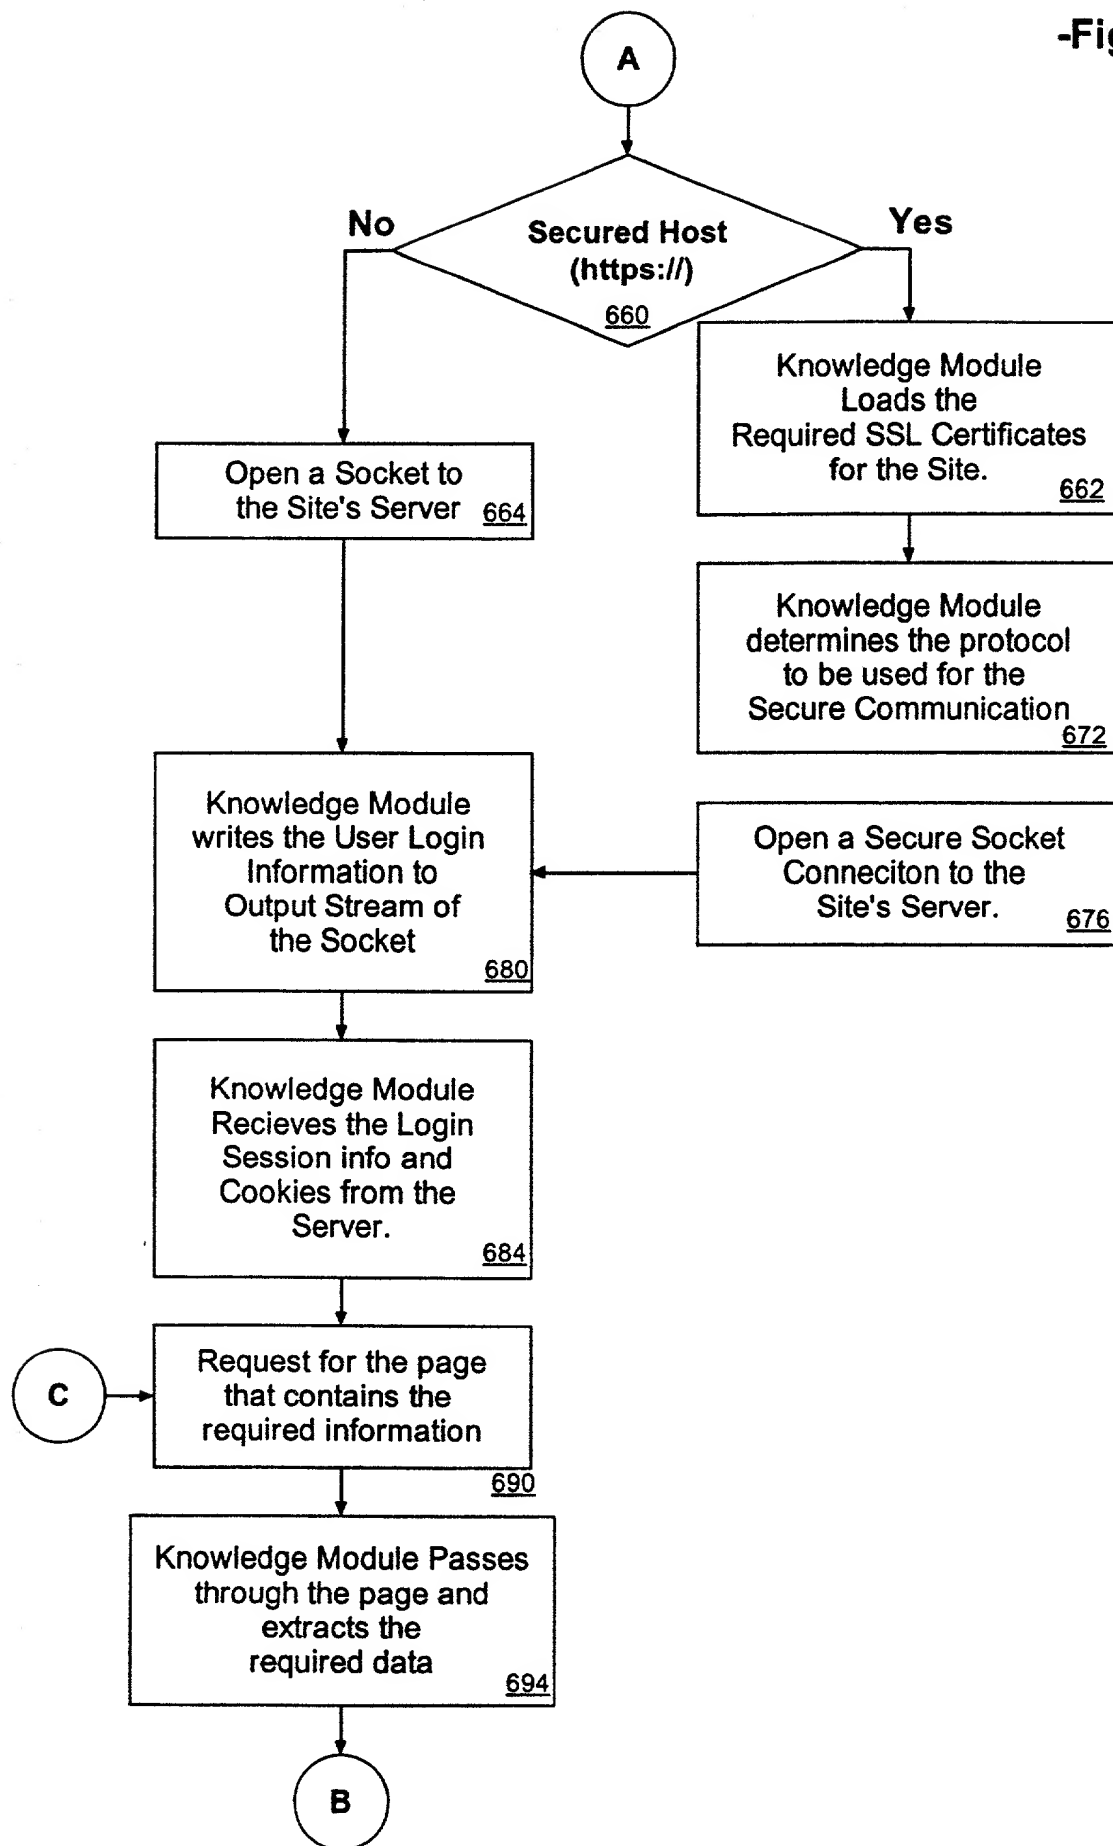 -Fig
A
No
Yes
Secured Host
(https://)
660
Knowledge Module
Loads the
Required SSL Certificates
for the Site.
662
Open a Socket to
the Site's Server
664
Knowledge Module
determines the protocol
to be used for the
Secure Communication
672
Knowledge Module
writes the User Login
Information to
Output Stream of
the Socket
680
Open a Secure Socket
Conneciton to the
Site's Server.
676
Knowledge Module
Recieves the Login
Session info and
Cookies from the
Server.
684
C
Request for the page
that contains the
required information
690
Knowledge Module Passes
through the page and
extracts the
required data
694
B